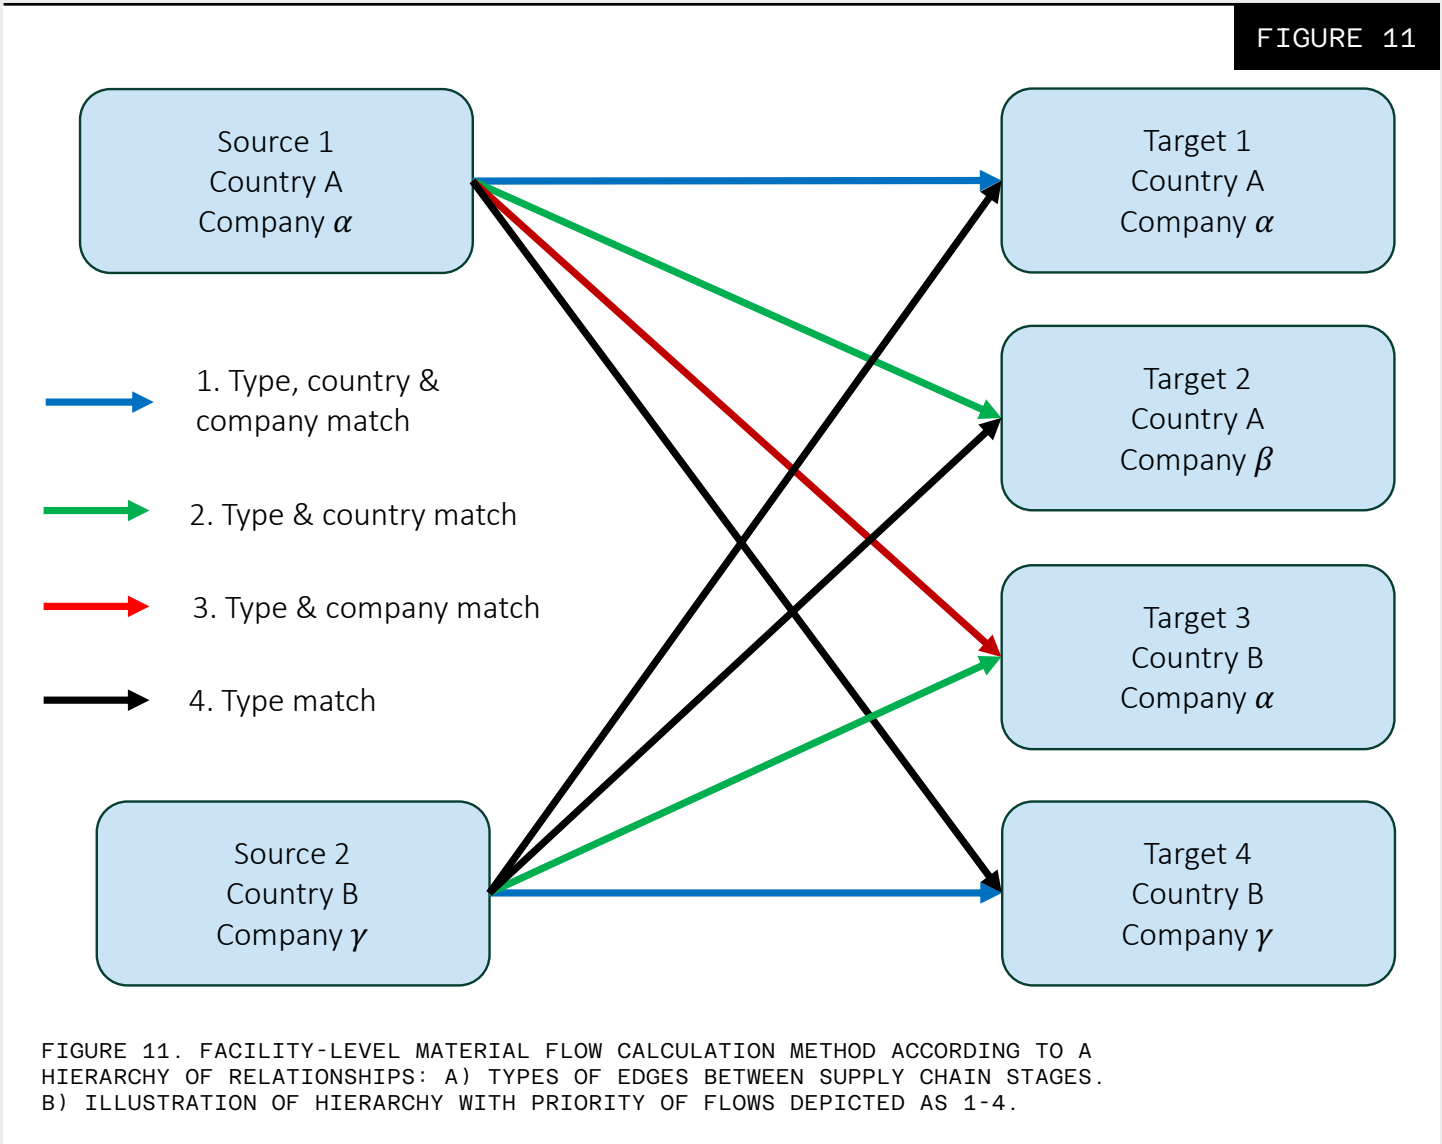 FIGURE 11
Source 1
Country A
Company α
Target 1
Country A
Company α
1. Type, country &
company match
Target 2
Country A
Company β
2. Type & country match
3. Type & company match
Target 3
Country B
Company α
4. Type match
Source 2
Country B
Company γ
Target 4
Country B
Company γ
FIGURE 11. FACILITY-LEVEL MATERIAL FLOW CALCULATION METHOD ACCORDING TO A
HIERARCHY OF RELATIONSHIPS: A) TYPES OF EDGES BETWEEN SUPPLY CHAIN STAGES.
B) ILLUSTRATION OF HIERARCHY WITH PRIORITY OF FLOWS DEPICTED AS 1-4.